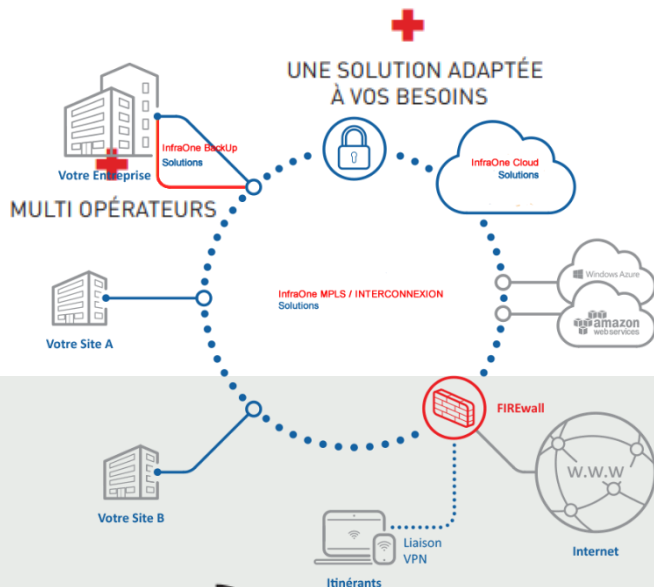 UNE SOLUTION ADAPTÉE
À VOS BESOINS
InfraOne BackUp
Solutions
Votre Entreprise
MULTI OPÉRATEURS
InfraOne Cloud
Solutions
Windows Azure
amazon
webservices
InfraOne MPLS / INTERCONNEXION
Solutions
Votre Site A
FIREwall
W.W.W
Votre Site B
Liaison
VPN
Internet
Itinérants